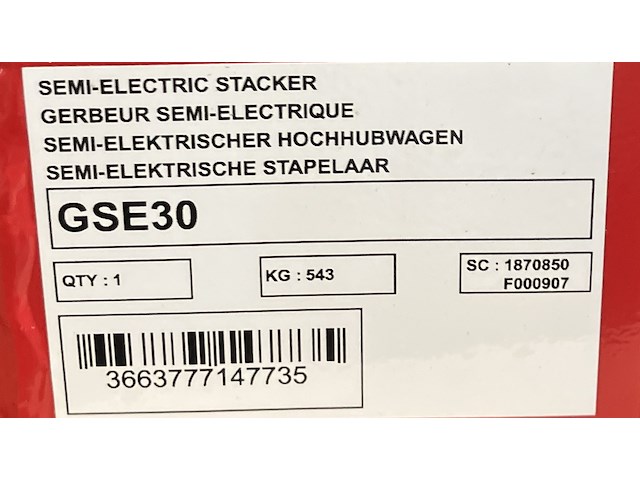 SEMI-ELECTRIC STACKER
GERBEUR SEMI-ELECTRIQUE
SEMI-ELEKTRISCHER HOCHHUBWAGEN
SEMI-ELEKTRISCHE STAPELAAR
GSE30
QTY : 1
KG : 543
SC : 1870850
F000907
3663777147735